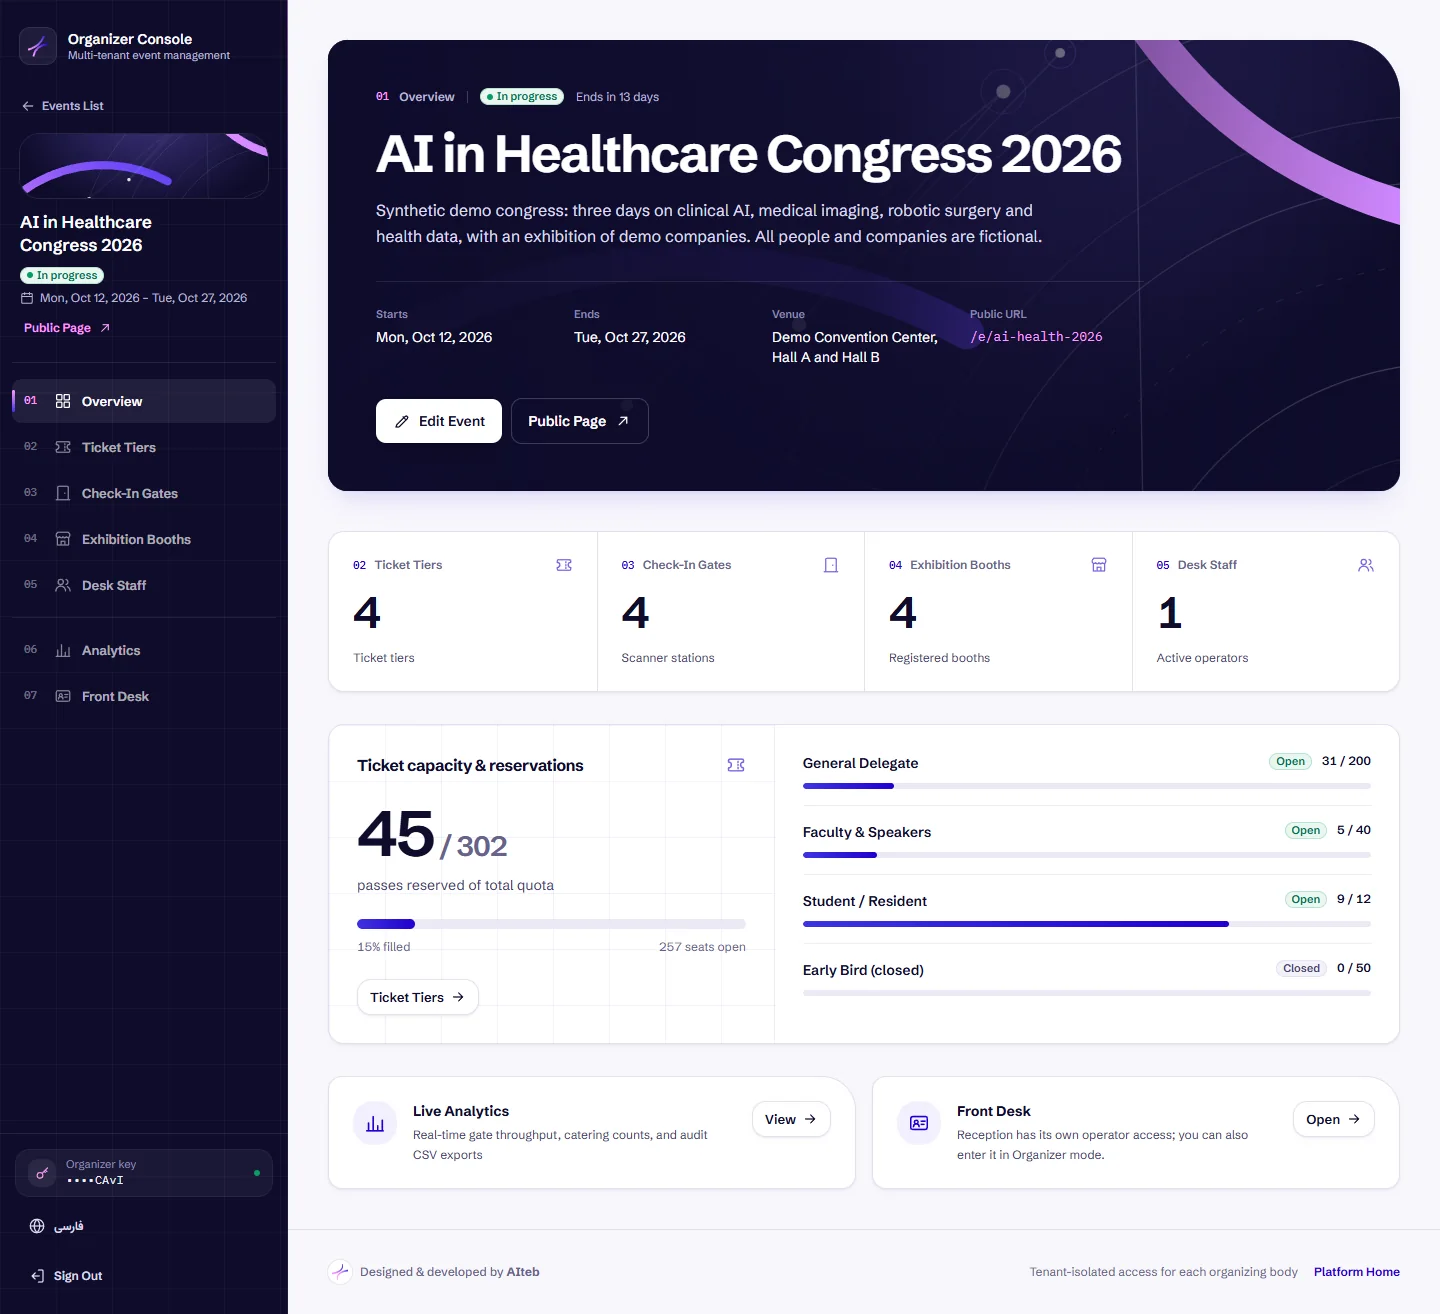 Organizer Console
Multi-tenant event management
Events List
AI in Healthcare
Congress 2026
In progress
Mon, Oct 12, 2026 – Tue, Oct 27, 2026
Public Page
01 Overview
02 Ticket Tiers
03 Check-In Gates
04 Exhibition Booths
05 Desk Staff
06 Analytics
07 Front Desk
Organizer key
••••CAvI
فارسی
Sign Out
01 Overview In progress Ends in 13 days
AI in Healthcare Congress 2026
Synthetic demo congress: three days on clinical AI, medical imaging, robotic surgery and
health data, with an exhibition of demo companies. All people and companies are fictional.
Starts
Mon, Oct 12, 2026
Ends
Tue, Oct 27, 2026
Venue
Demo Convention Center,
Hall A and Hall B
Public URL
/e/ai-health-2026
Edit Event
Public Page
02 Ticket Tiers
4
Ticket tiers
03 Check-In Gates
4
Scanner stations
04 Exhibition Booths
4
Registered booths
05 Desk Staff
1
Active operators
Ticket capacity & reservations
45 / 302
passes reserved of total quota
15% filled
257 seats open
Ticket Tiers
General Delegate Open 31 / 200
Faculty & Speakers Open 5 / 40
Student / Resident Open 9 / 12
Early Bird (closed) Closed 0 / 50
Live Analytics
Real-time gate throughput, catering counts, and audit
CSV exports
View
Front Desk
Reception has its own operator access; you can also
enter it in Organizer mode.
Open
Designed & developed by AIteb
Tenant-isolated access for each organizing body
Platform Home